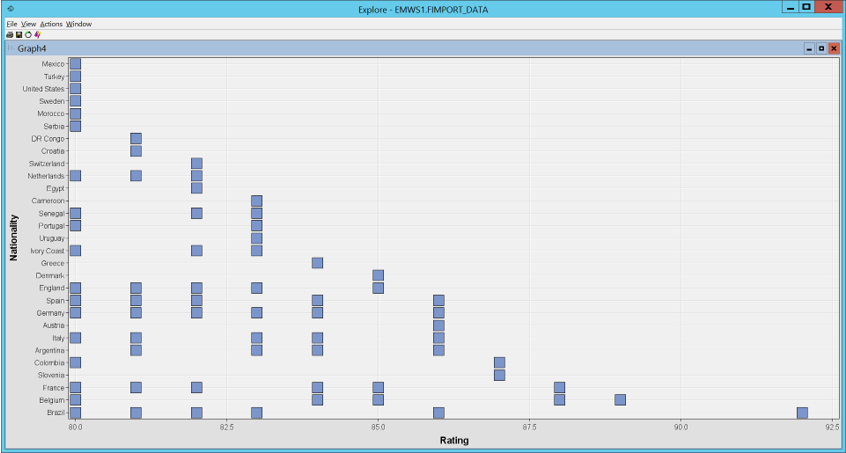 Explore - EMWS1.FIMPORT_DATA
File View Actions Window
Graph4
Mexico
Turkey
United States
Sweden
Morocco
Serbia
DR Congo
Croatia
Switzerland
Netherlands
Egypt
Cameroon
Senegal
Portugal
Uruguay
Ivory Coast
Greece
Denmark
England
Spain
Germany
Austria
Italy
Argentina
Colombia
Slovenia
France
Belgium
Brazil
Nationality
80.0 82.5 85.0 87.5 90.0 92.5
Rating